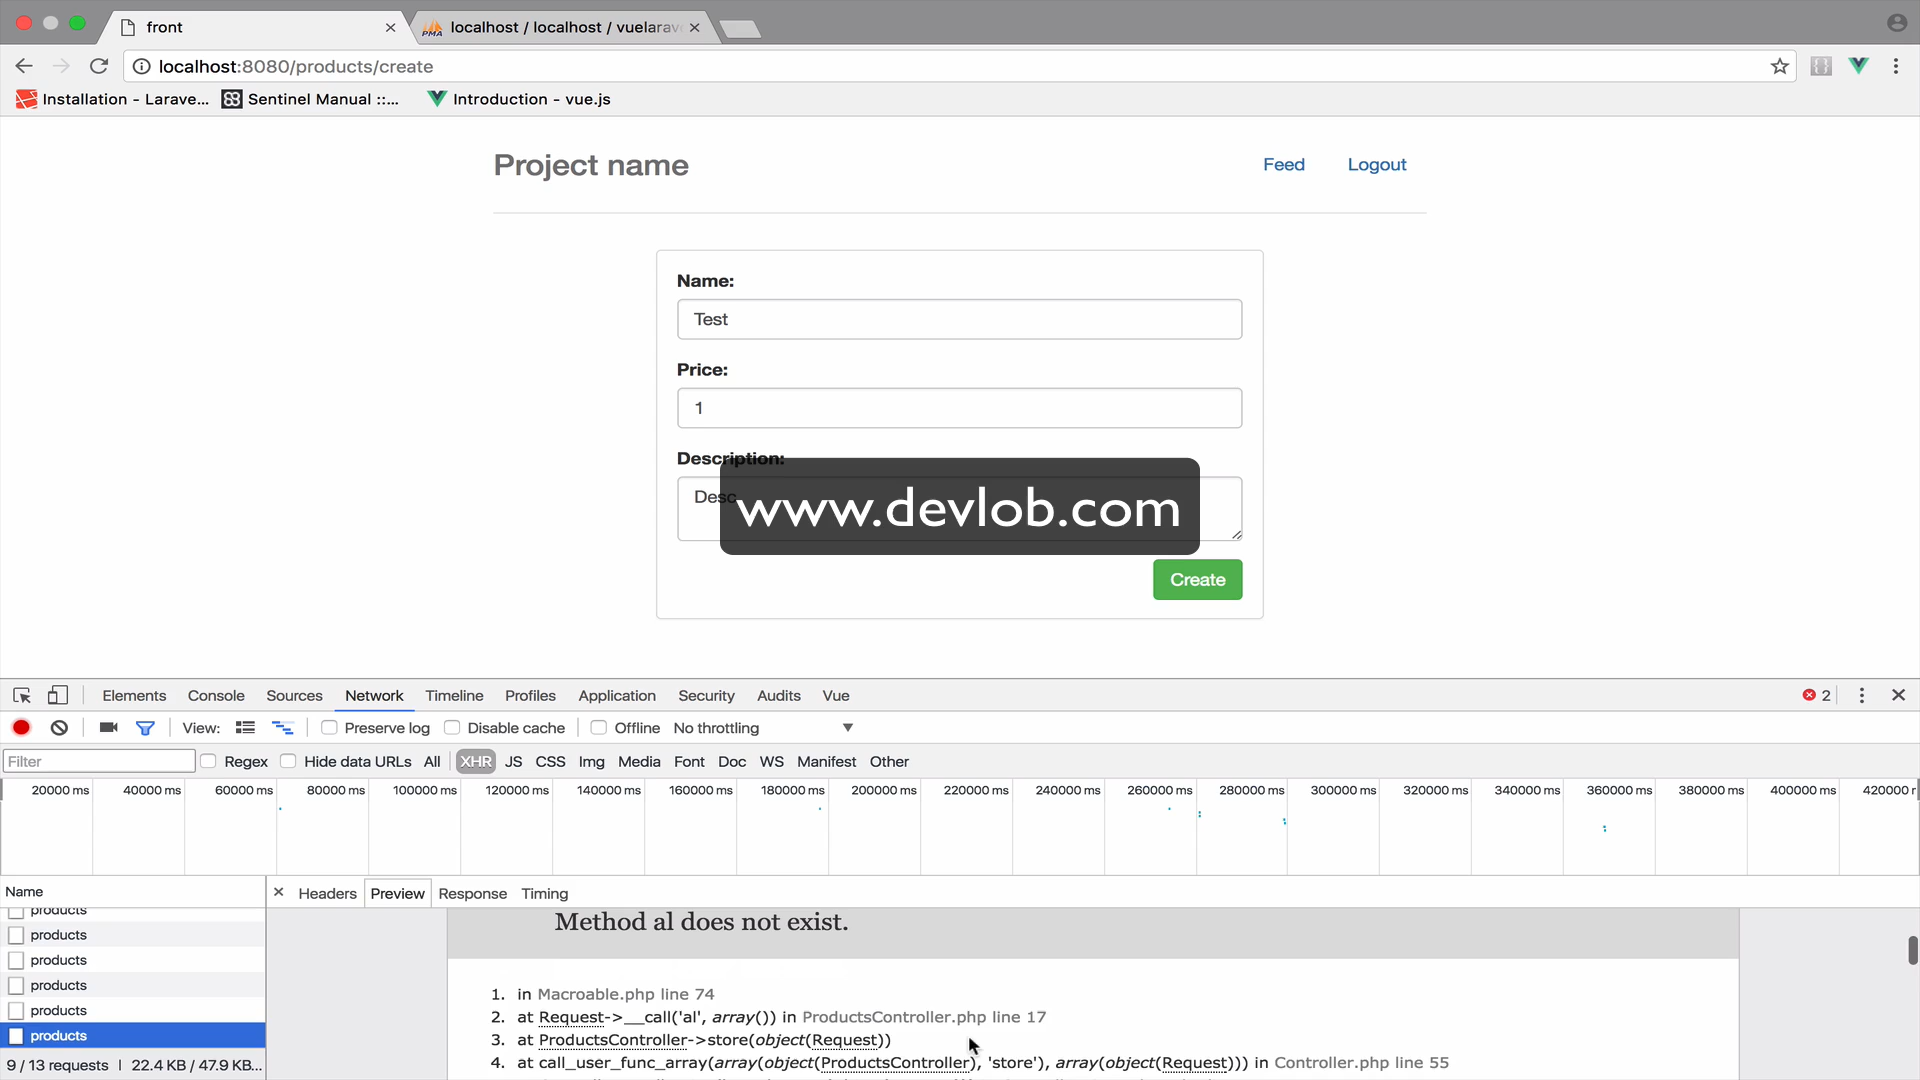 front
localhost / localhost / vuelarav
localhost:8080/products/create
Installation - Larave... Sentinel Manual ::... Introduction - vue.js
Project name Feed Logout
Name:
Test
Price:
1
Description:
Desc
www.devlob.com
Create
Elements Console Sources Network Timeline Profiles Application Security Audits Vue 2
View: Preserve log Disable cache Offline No throttling
Filter Regex Hide data URLs All XHR JS CSS Img Media Font Doc WS Manifest Other
20000 ms 40000 ms 60000 ms 80000 ms 100000 ms 120000 ms 140000 ms 160000 ms 180000 ms 200000 ms 220000 ms 240000 ms 260000 ms 280000 ms 300000 ms 320000 ms 340000 ms 360000 ms 380000 ms 400000 ms 420000 r
Name Headers Preview Response Timing
products
products
products
products
products
products
9 / 13 requests | 22.4 KB / 47.9 KB...
Method al does not exist.
1. in Macroable.php line 74
2. at Request->__call('al', array()) in ProductsController.php line 17
3. at ProductsController->store(object(Request))
4. at call_user_func_array(array(object(ProductsController), 'store'), array(object(Request))) in Controller.php line 55